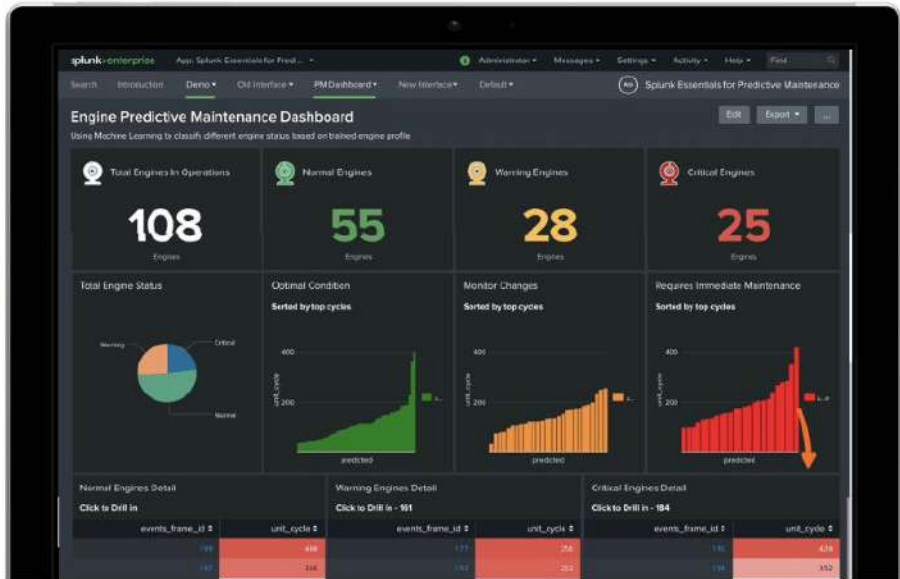 splunk>enterprise App: Splunk Essentials for Pred... Administrator Messages Settings Activity Help Find
Search Introduction Demo Old Interface PM Dashboard New Interface Default Splunk Essentials for Predictive Maintenance
Engine Predictive Maintenance Dashboard Edit Export ...
Using Machine Learning to classify different engine status based on trained engine profile
Total Engines In Operations Normal Engines Warning Engines Critical Engines
108 55 28 25
Engines Engines Engines Engines
Total Engine Status Optimal Condition Monitor Changes Requires Immediate Maintenance
Sorted by top cycles Sorted by top cycles Sorted by top cycles
Warning Critical Normal
400 400 400
unit_cycle unit_cycle unit_cycle
200 200 200
predicted predicted predicted
Normal Engines Detail Warning Engines Detail Critical Engines Detail
Click to Drill in Click to Drill in - 161 Click to Drill in - 184
events_frame_id unit_cycle events_frame_id unit_cycle events_frame_id unit_cycle
352